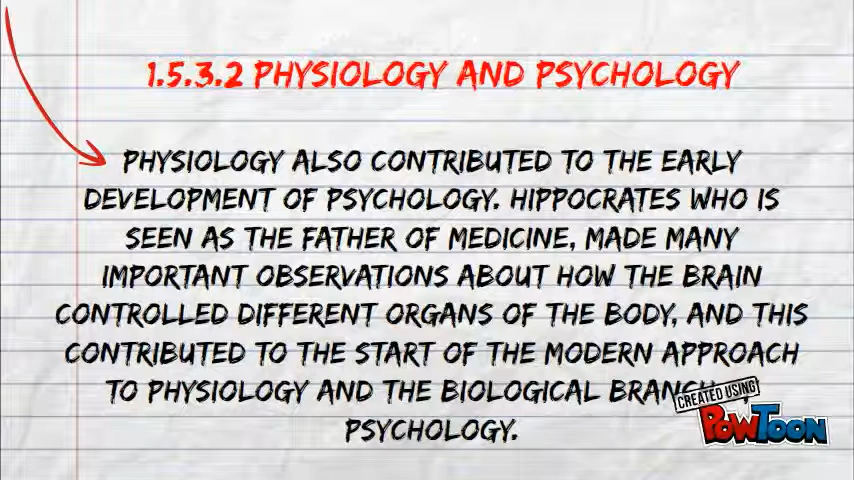 1.5.3.2 PHYSIOLOGY AND PSYCHOLOGY
PHYSIOLOGY ALSO CONTRIBUTED TO THE EARLY
DEVELOPMENT OF PSYCHOLOGY. HIPPOCRATES WHO IS
SEEN AS THE FATHER OF MEDICINE, MADE MANY
IMPORTANT OBSERVATIONS ABOUT HOW THE BRAIN
CONTROLLED DIFFERENT ORGANS OF THE BODY, AND THIS
CONTRIBUTED TO THE START OF THE MODERN APPROACH
TO PHYSIOLOGY AND THE BIOLOGICAL
PSYCHOLOGY.
CREATED USING
POWTOON